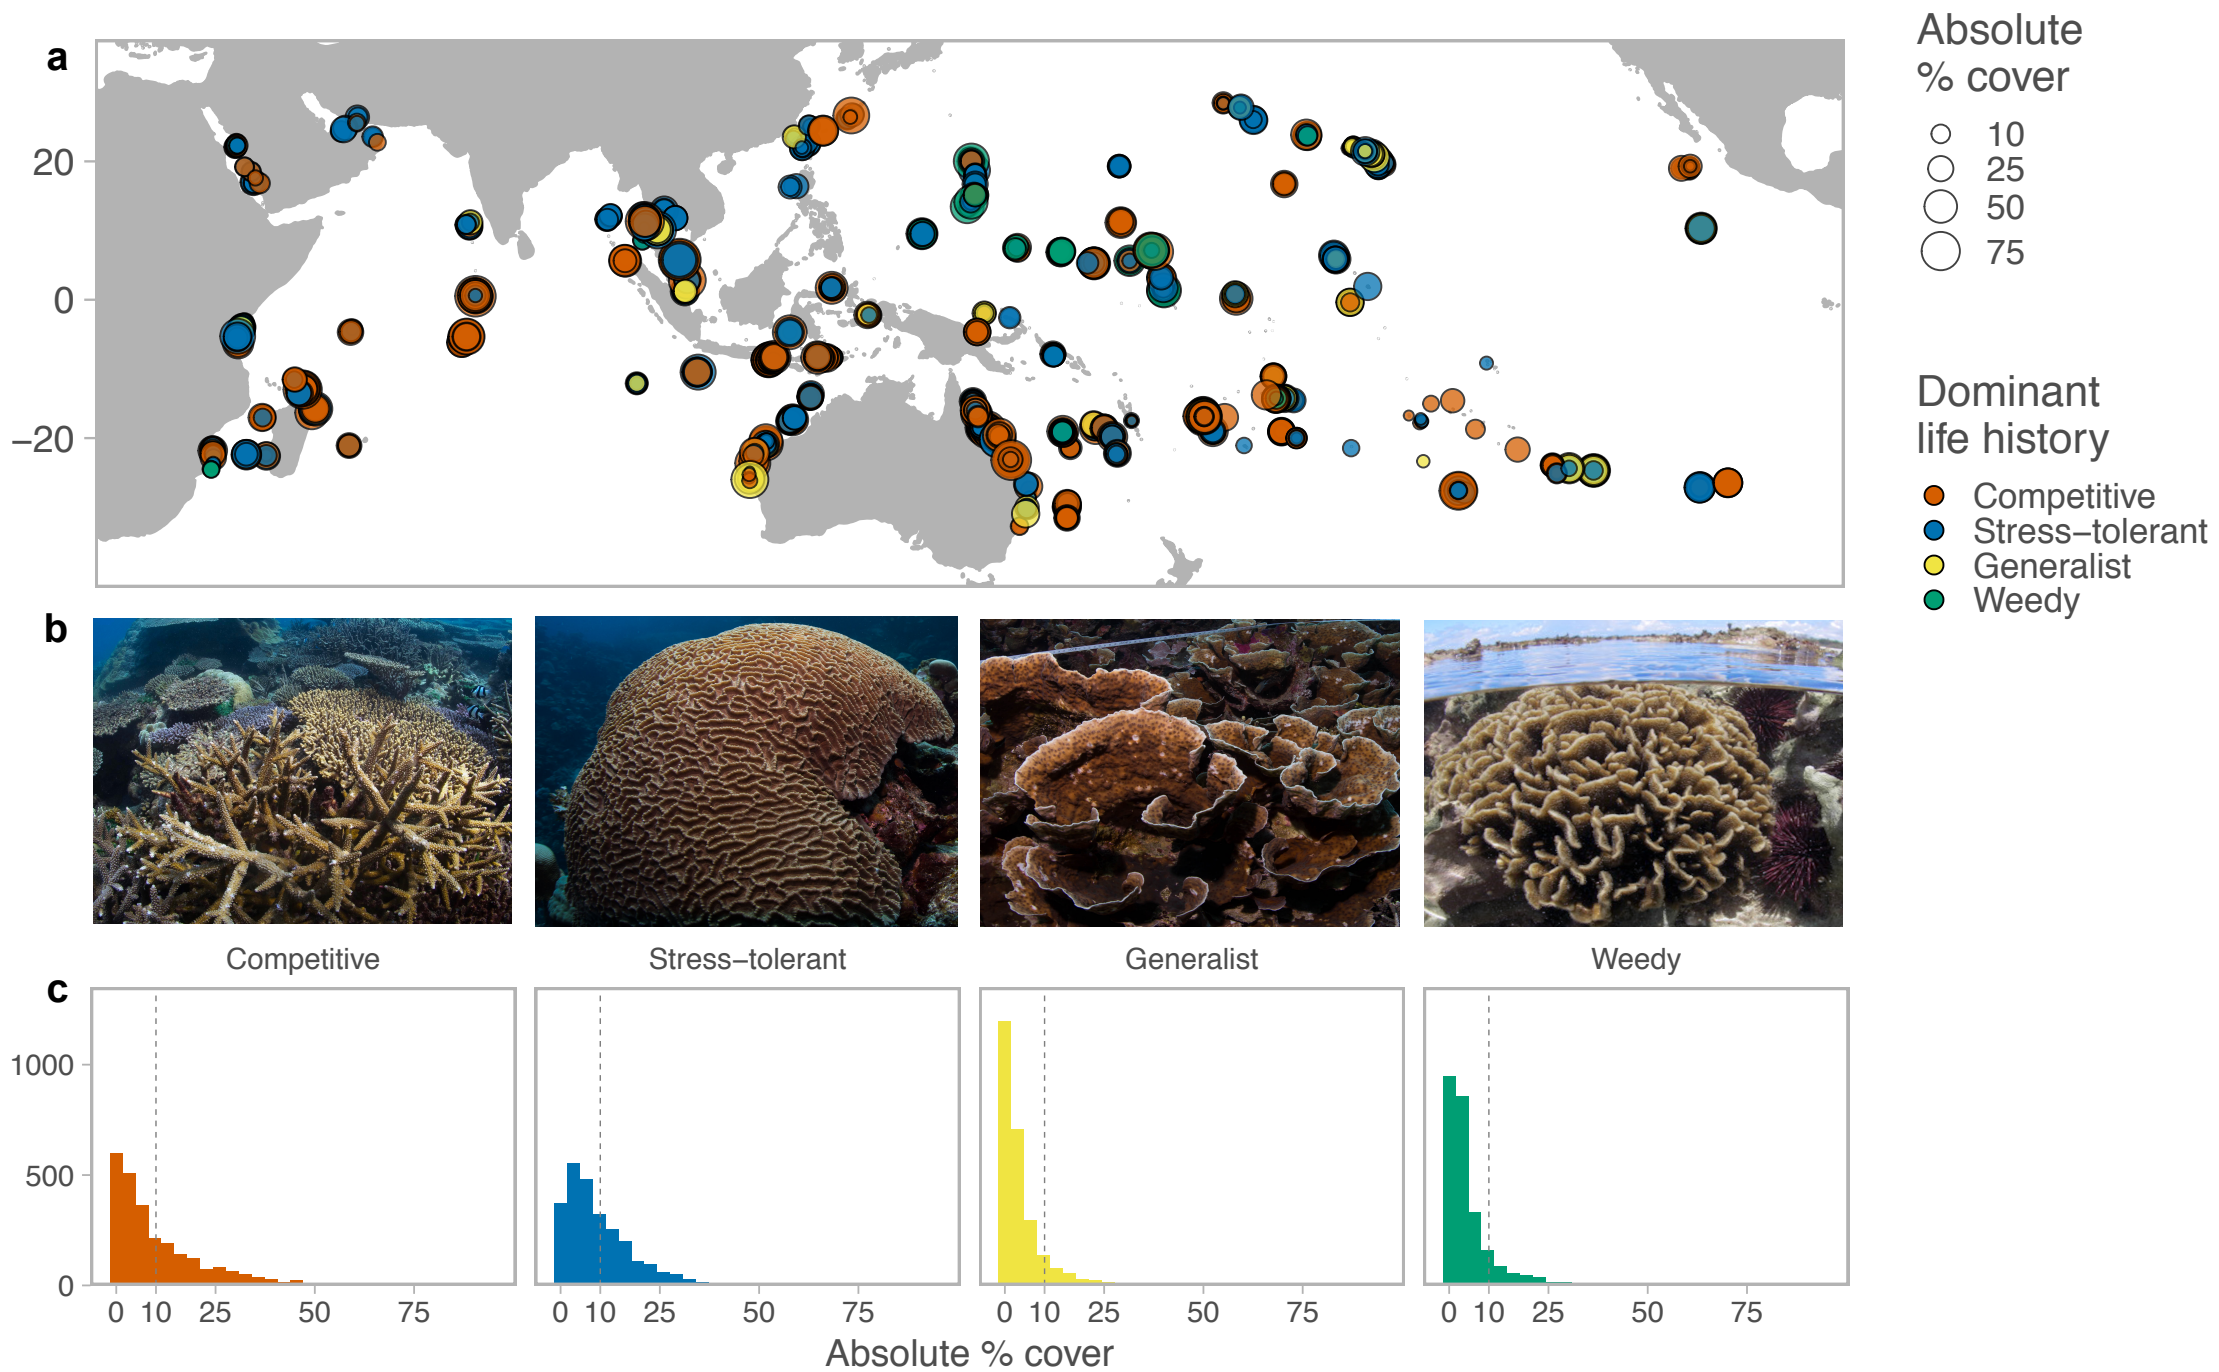 a
20
0
−20
Absolute
% cover
10
25
50
75
Dominant
life history
Competitive
Stress−tolerant
Generalist
Weedy
b
Competitive
Stress−tolerant
Generalist
Weedy
c
1000
500
0
0 10 25 50 75
0 10 25 50 75
0 10 25 50 75
0 10 25 50 75
Absolute % cover